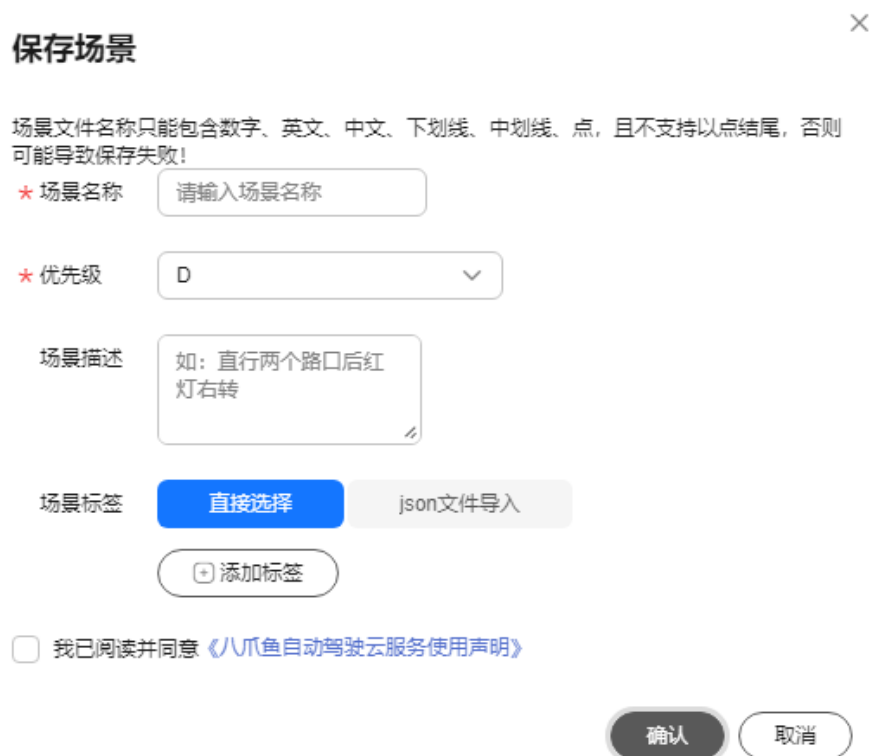 保存场景
场景文件名称只能包含数字、英文、中文、下划线、中划线、点，且不支持以点结尾，否则
可能导致保存失败！
* 场景名称 请输入场景名称
* 优先级 D
场景描述 如：直行两个路口后红
灯右转
场景标签 直接选择 json文件导入
添加标签
我已阅读并同意《八爪鱼自动驾驶云服务使用声明》
确认 取消